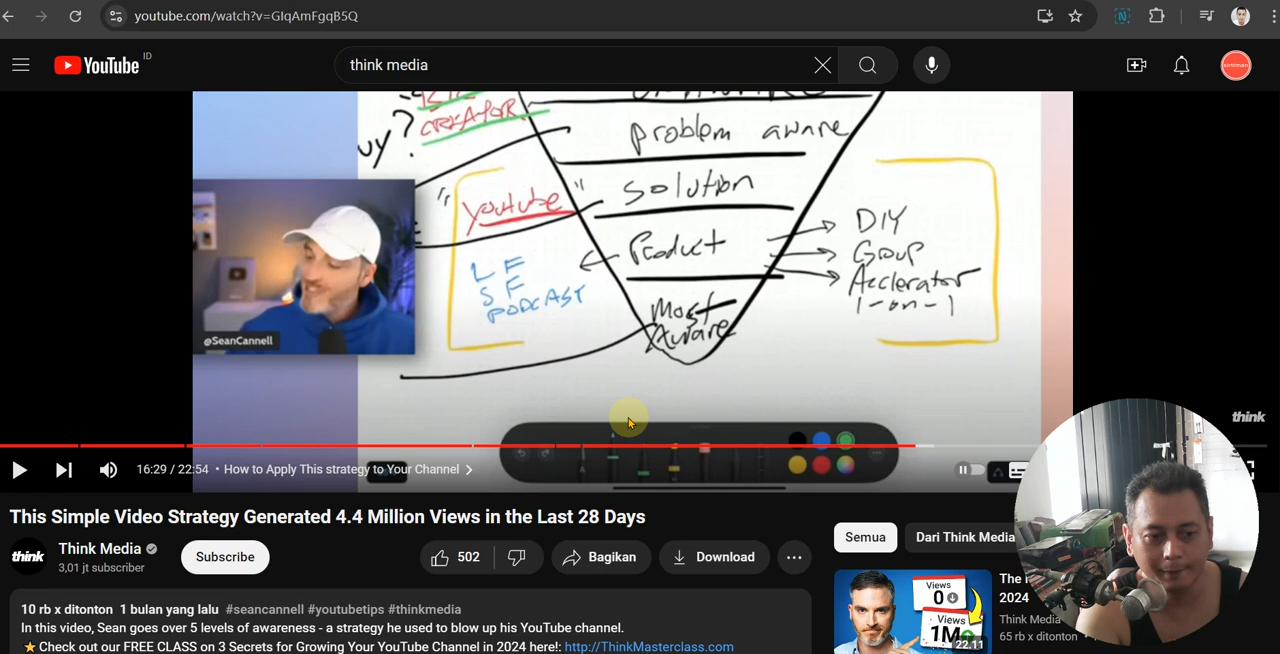 youtube.com/watch?v=GIqAmFgqB5Q
YouTube ID
think media
airtiman
CREATOR
uy?
problem aware
"Youtube"
solution
Product
Most Aware
L F
S F
PODCAST
DIY
Group
Acclerator
1-on-1
@SeanCannell
think
16:29 / 22:54 • How to Apply This strategy to Your Channel
This Simple Video Strategy Generated 4.4 Million Views in the Last 28 Days
think
Think Media
3,01 jt subscriber
Subscribe
502
Bagikan
Download
Semua
Dari Think Media
10 rb x ditonton 1 bulan yang lalu #seancannell #youtubetips #thinkmedia
In this video, Sean goes over 5 levels of awareness - a strategy he used to blow up his YouTube channel.
Check out our FREE CLASS on 3 Secrets for Growing Your YouTube Channel in 2024 here!: http://ThinkMasterclass.com
Views
0
Views
1M
22.11
The
2024
Think Media
65 rb x ditonton